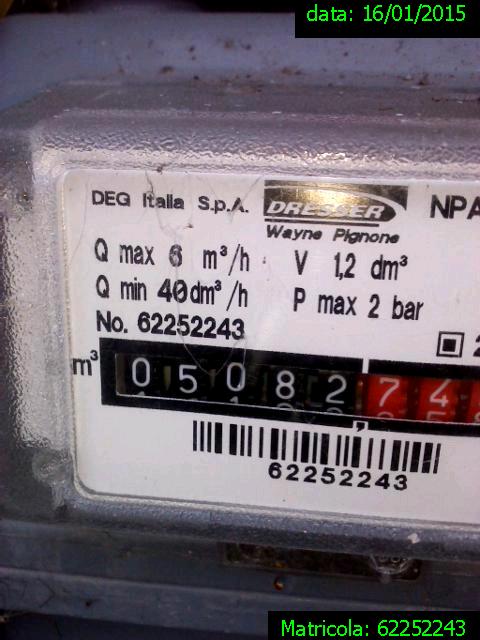 data: 16/01/2015
DEG Italia S.p.A.
DRESSER
NPA
Wayne Pignone
Q max 6 m³/h
V 1,2 dm³
Q min 40dm³/h
P max 2 bar
No. 62252243
2
m³
0 5 0 8 2 , 7 4
62252243
Matricola: 62252243